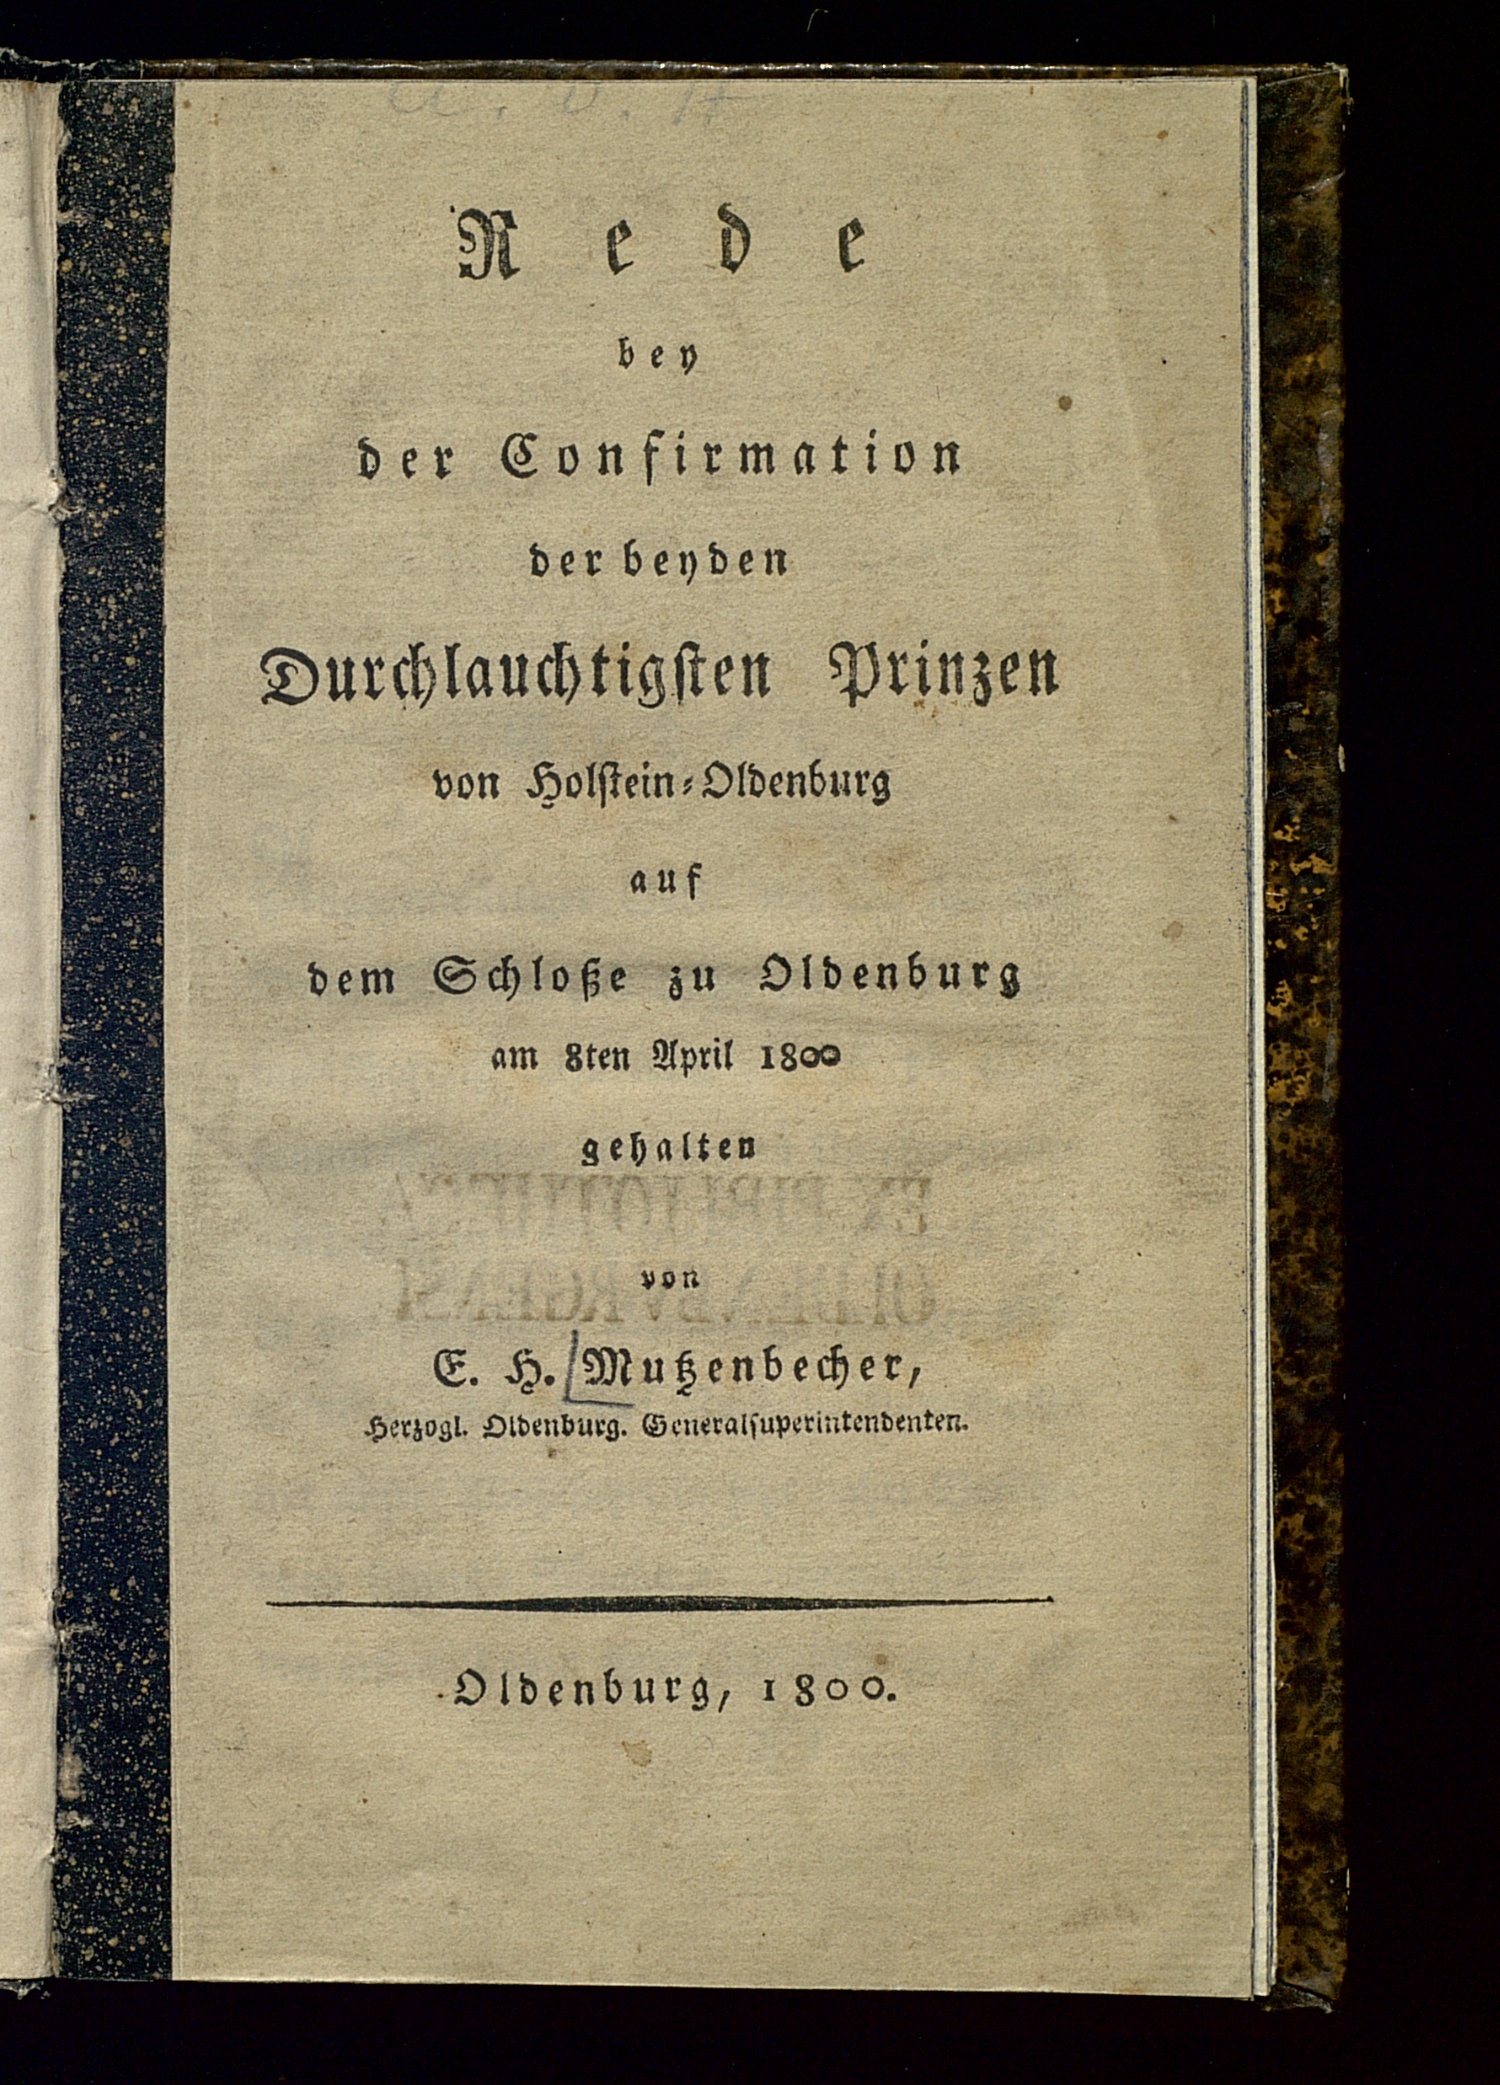 Rede
bey
der Confirmation
der beyden
Durchlauchtigsten Prinzen
von Holstein-Oldenburg
auf
dem Schloße zu Oldenburg
am 8ten April 1800
gehalten
von
E. H. Mutzenbecher,
Herzogl. Oldenburg. Generalsuperintendenten.
Oldenburg, 1800.